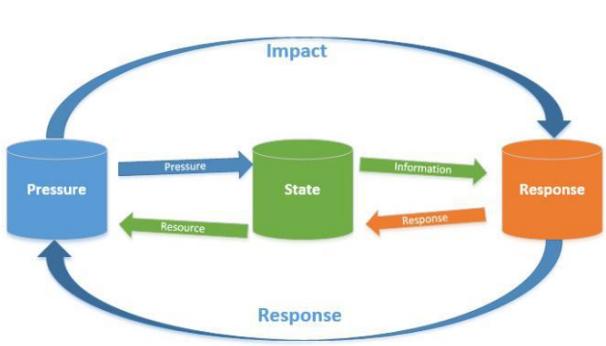 Impact
Pressure
Pressure
State
Information
Response
Resource
Response
Response